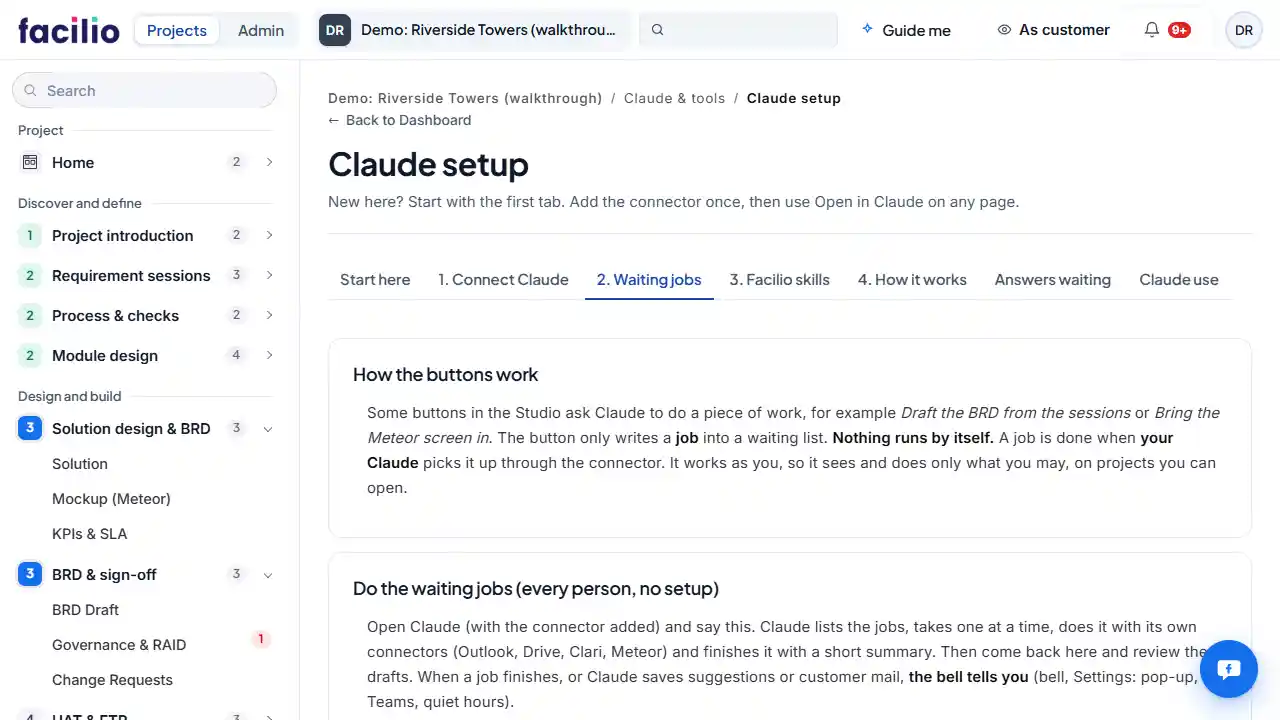 facilio
Projects
Admin
DR
Demo: Riverside Towers (walkthrou...
Guide me
As customer
9+
DR
Search
Project
Home 2
Discover and define
1 Project introduction 2
2 Requirement sessions 3
2 Process & checks 2
2 Module design 4
Design and build
3 Solution design & BRD 3
Solution
Mockup (Meteor)
KPIs & SLA
3 BRD & sign-off 3
BRD Draft
Governance & RAID 1
Change Requests
4 UAT & FTR 3
Demo: Riverside Towers (walkthrough) / Claude & tools / Claude setup
← Back to Dashboard
Claude setup
New here? Start with the first tab. Add the connector once, then use Open in Claude on any page.
Start here
1. Connect Claude
2. Waiting jobs
3. Facilio skills
4. How it works
Answers waiting
Claude use
How the buttons work
Some buttons in the Studio ask Claude to do a piece of work, for example Draft the BRD from the sessions or Bring the
Meteor screen in. The button only writes a job into a waiting list. Nothing runs by itself. A job is done when your
Claude picks it up through the connector. It works as you, so it sees and does only what you may, on projects you can
open.
Do the waiting jobs (every person, no setup)
Open Claude (with the connector added) and say this. Claude lists the jobs, takes one at a time, does it with its own
connectors (Outlook, Drive, Clari, Meteor) and finishes it with a short summary. Then come back here and review the
drafts. When a job finishes, or Claude saves suggestions or customer mail, the bell tells you (bell, Settings: pop-up,
Teams, quiet hours).